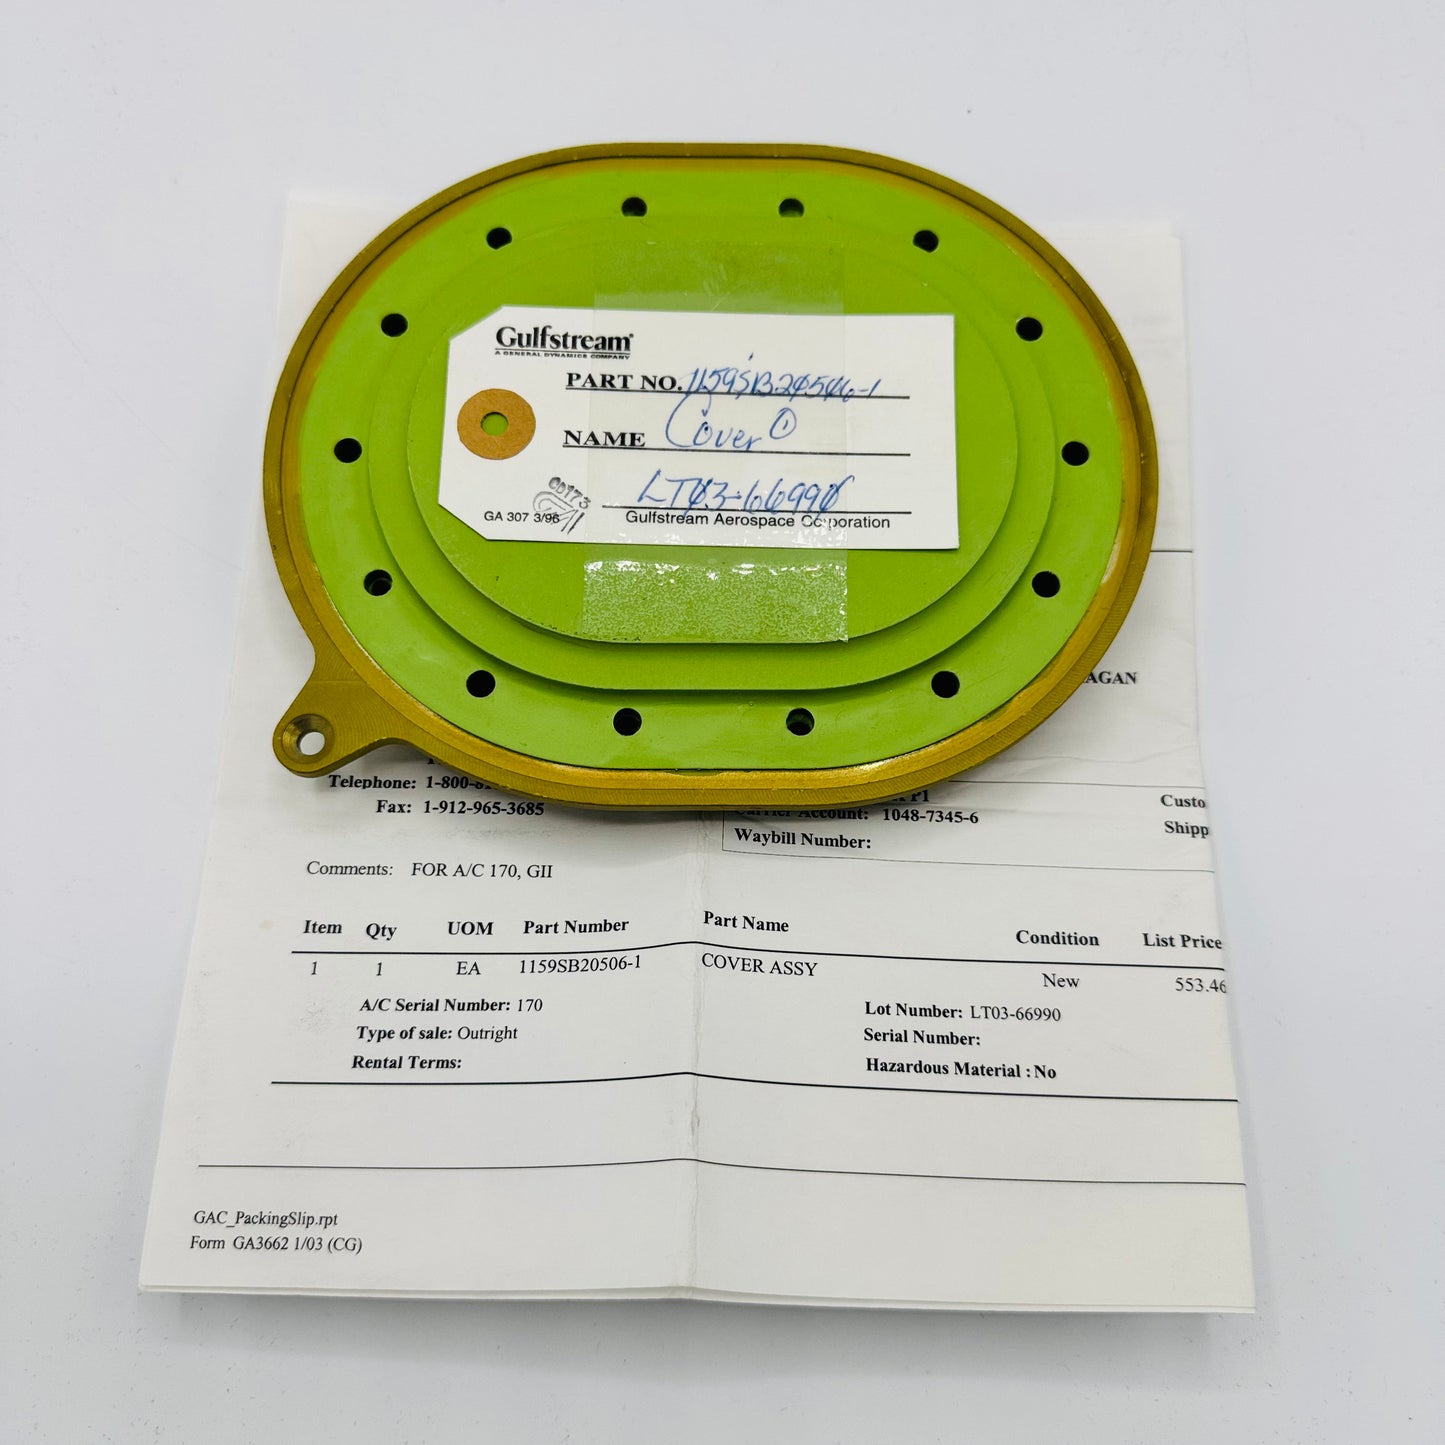 Gulfstream
A GENERAL DYNAMICS COMPANY
PART NO. 1159SB20506-1
NAME Cover 1
LT03-66990
00173
GA 307 3/96 Gulfstream Aerospace Corporation
AGAN
Telephone: 1-800-8
Fax: 1-912-965-3685
P1
Carrier Account: 1048-7345-6
Waybill Number:
Custo
Shipp
Comments: FOR A/C 170, GII
Item Qty UOM Part Number Part Name Condition List Price
1 1 EA 1159SB20506-1 COVER ASSY New 553.46
A/C Serial Number: 170 Lot Number: LT03-66990
Type of sale: Outright Serial Number:
Rental Terms: Hazardous Material : No
GAC_PackingSlip.rpt
Form GA3662 1/03 (CG)